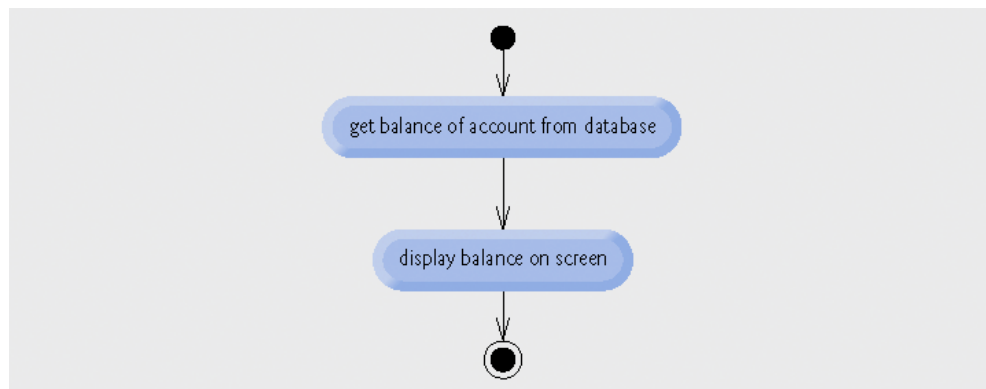 get balance of account from database
display balance on screen